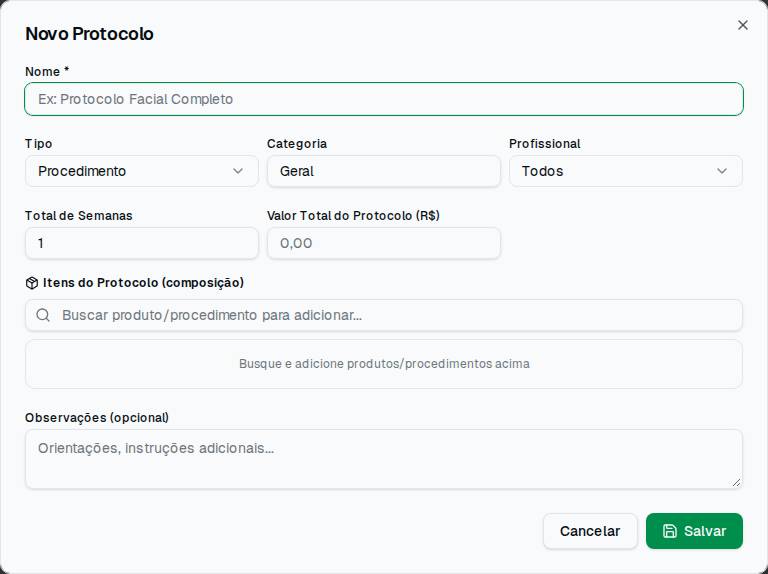 Novo Protocolo
Nome *
Ex: Protocolo Facial Completo
Tipo
Categoria
Profissional
Procedimento
Geral
Todos
Total de Semanas
Valor Total do Protocolo (R$)
1
0,00
Itens do Protocolo (composição)
Buscar produto/procedimento para adicionar...
Busque e adicione produtos/procedimentos acima
Observações (opcional)
Orientações, instruções adicionais...
Cancelar
Salvar